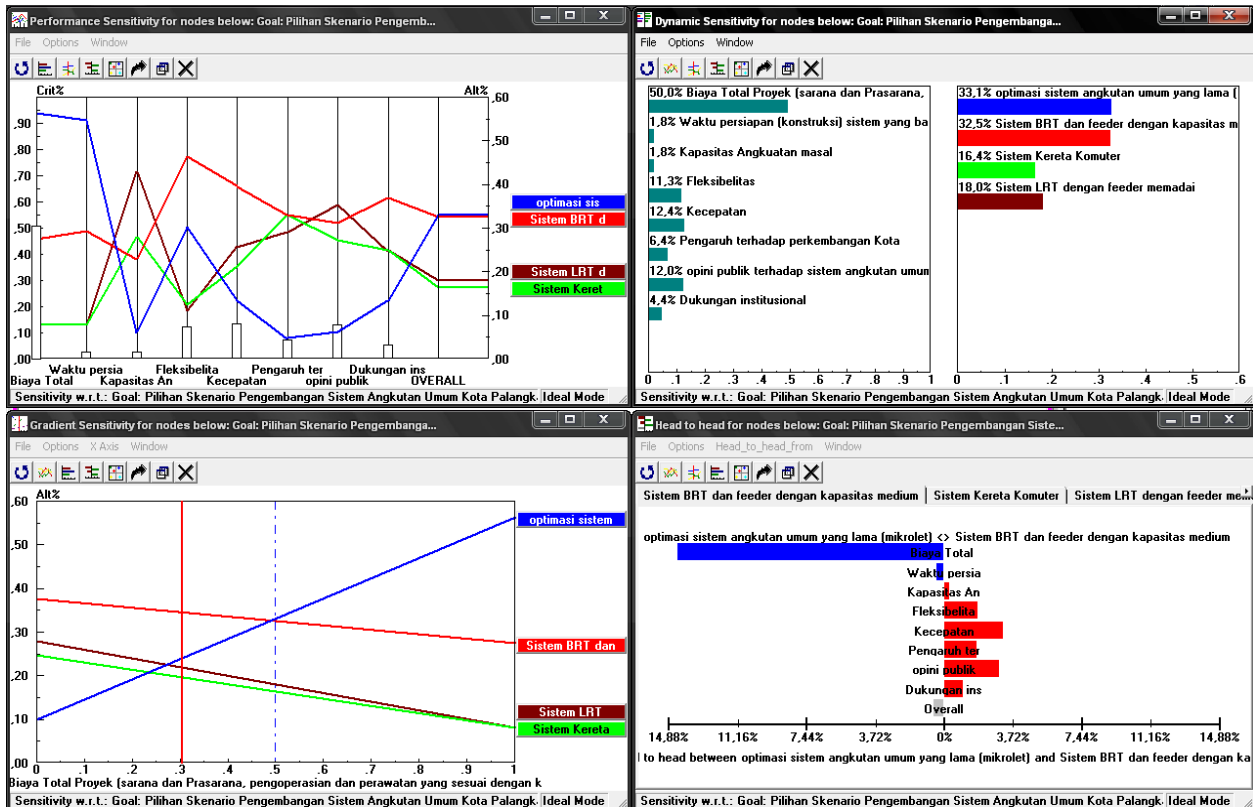 Performance Sensitivity for nodes below: Goal: Pilihan Skenario Pengemb...
File Options Window
Crit% Alt%
,90
,80
,70
,60
,50
,40
,30
,20
,10
,00
,60
,50
,40
,30
,20
,10
,00
optimasi sis
Sistem BRT d
Sistem LRT d
Sistem Keret
Waktu persia Fleksibelita Pengaruh ter Dukungan ins
Biaya Total Kapasitas An Kecepatan opini publik OVERALL
Sensitivity w.r.t.: Goal: Pilihan Skenario Pengembangan Sistem Angkutan Umum Kota Palangk Ideal Mode
Dynamic Sensitivity for nodes below: Goal: Pilihan Skenario Pengembanga...
File Options Window
50,0% Biaya Total Proyek (sarana dan Prasarana,
1,8% Waktu persiapan (konstruksi) sistem yang ba
1,8% Kapasitas Angkuatan masal
11,3% Fleksibelitas
12,4% Kecepatan
6,4% Pengaruh terhadap perkembangan Kota
12,0% opini publik terhadap sistem angkutan umun
4,4% Dukungan institusional
0 .1 .2 .3 .4 .5 .6 .7 .8 .9 1
33,1% optimasi sistem angkutan umum yang lama (
32,5% Sistem BRT dan feeder dengan kapasitas m
16,4% Sistem Kereta Komuter
18,0% Sistem LRT dengan feeder memadai
0 .1 .2 .3 .4 .5 .6
Sensitivity w.r.t.: Goal: Pilihan Skenario Pengembangan Sistem Angkutan Umum Kota Palangk Ideal Mode
Gradient Sensitivity for nodes below: Goal: Pilihan Skenario Pengembanga...
File Options X Axis Window
Alt%
,60
,50
,40
,30
,20
,10
,00
optimasi sistem
Sistem BRT dan
Sistem LRT
Sistem Kereta
0 .1 .2 .3 .4 .5 .6 .7 .8 .9 1
Biaya Total Proyek (sarana dan Prasarana, pengoperasian dan perawatan yang sesuai dengan k
Sensitivity w.r.t.: Goal: Pilihan Skenario Pengembangan Sistem Angkutan Umum Kota Palangk Ideal Mode
Head to head for nodes below: Goal: Pilihan Skenario Pengembangan Siste...
File Options Head_to_head_from Window
Sistem BRT dan feeder dengan kapasitas medium Sistem Kereta Komuter Sistem LRT dengan feeder me
optimasi sistem angkutan umum yang lama (mikrolet) <> Sistem BRT dan feeder dengan kapasitas medium
Biaya Total
Waktu persia
Kapasitas An
Fleksibelita
Kecepatan
Pengaruh ter
opini publik
Dukungan ins
Overall
14,88% 11,16% 7,44% 3,72% 0% 3,72% 7,44% 11,16% 14,88%
to head between optimasi sistem angkutan umum yang lama (mikrolet) and Sistem BRT dan feeder dengan ka
Sensitivity w.r.t.: Goal: Pilihan Skenario Pengembangan Sistem Angkutan Umum Kota Palangk Ideal Mode